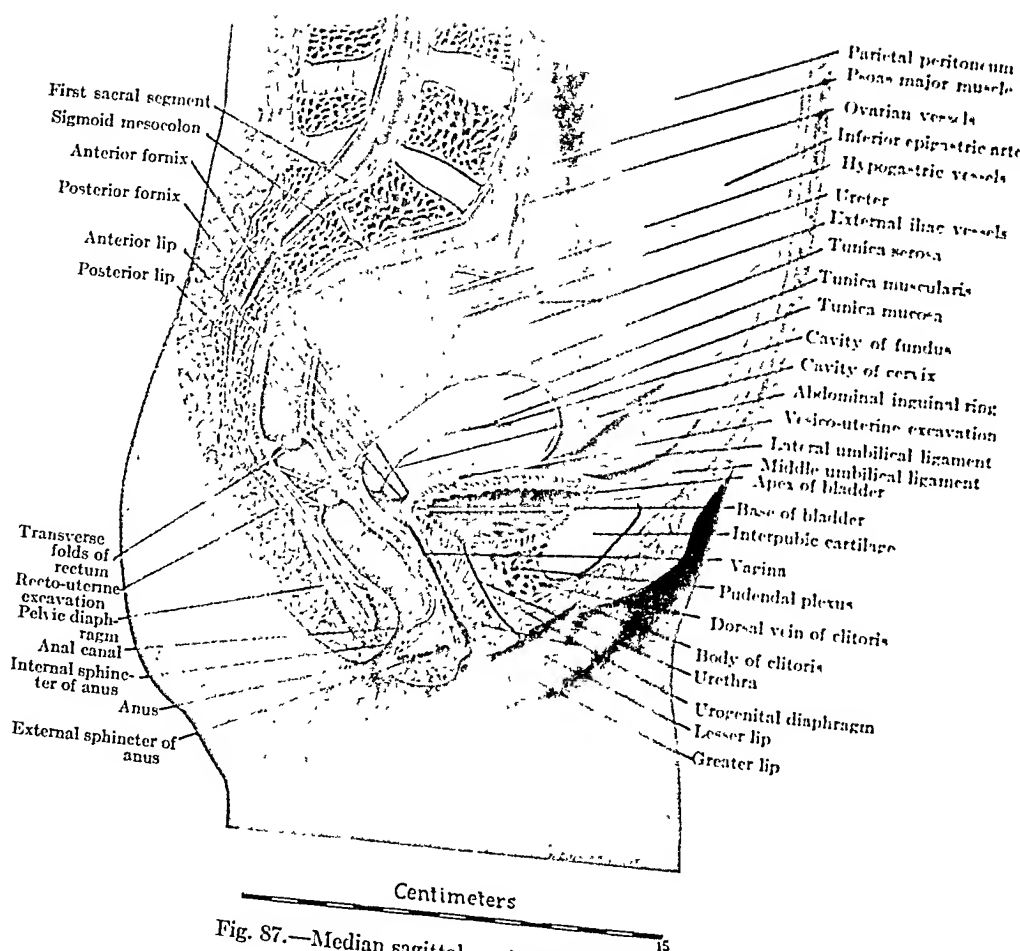 First sacral segment
Sigmoid mesocolon
Anterior fornix
Posterior fornix
Anterior lip
Posterior lip
Transverse
folds of
rectum
Recto-uterine
excavation
Pelvic diaph-
ragm
Anal canal
Internal sphinc-
ter of anus
Anus
External sphincter of
anus
Parietal peritoneum
Psoas major muscle
Ovarian vessels
Inferior epigastric arte
Hypogastric vessels
Ureter
External iliac vessels
Tunica serosa
Tunica muscularis
Tunica mucosa
Cavity of fundus
Cavity of cervix
Abdominal inguinal ring
Vesico-uterine excavation
Lateral umbilical ligament
Middle umbilical ligament
Apex of bladder
Base of bladder
Interpubic cartilage
Vagina
Pudendal plexus
Dorsal vein of clitoris
Body of clitoris
Urethra
Urogenital diaphragm
Lesser lip
Greater lip
Centimeters
15
Fig. 87.—Median sagittal